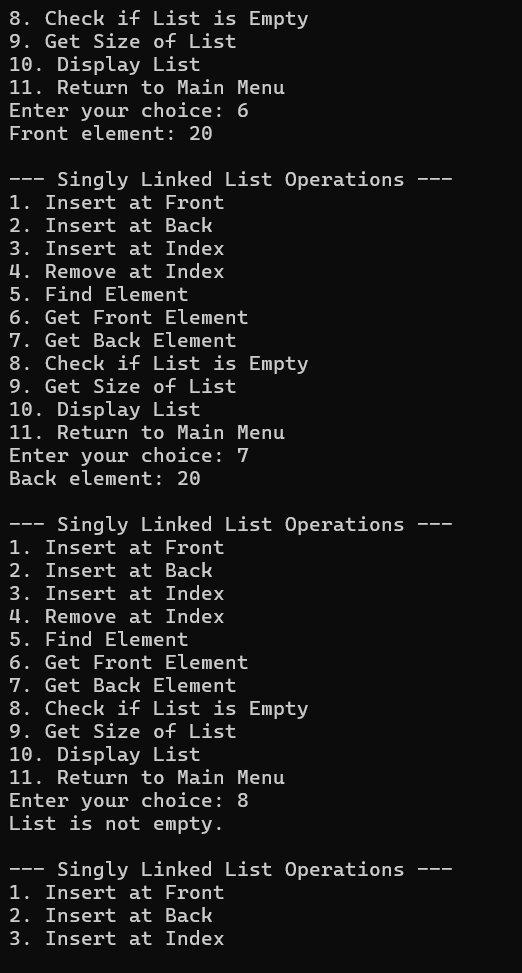 8. Check if List is Empty
9. Get Size of List
10. Display List
11. Return to Main Menu
Enter your choice: 6
Front element: 20
--- Singly Linked List Operations ---
1. Insert at Front
2. Insert at Back
3. Insert at Index
4. Remove at Index
5. Find Element
6. Get Front Element
7. Get Back Element
8. Check if List is Empty
9. Get Size of List
10. Display List
11. Return to Main Menu
Enter your choice: 7
Back element: 20
--- Singly Linked List Operations ---
1. Insert at Front
2. Insert at Back
3. Insert at Index
4. Remove at Index
5. Find Element
6. Get Front Element
7. Get Back Element
8. Check if List is Empty
9. Get Size of List
10. Display List
11. Return to Main Menu
Enter your choice: 8
List is not empty.
--- Singly Linked List Operations ---
1. Insert at Front
2. Insert at Back
3. Insert at Index